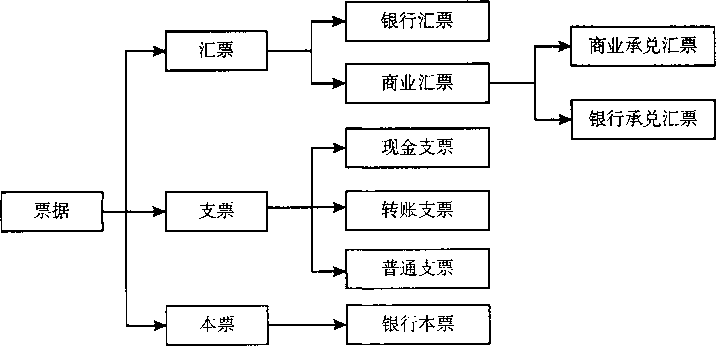 银行汇票
汇票
商业承兑汇票
商业汇票
银行承兑汇票
现金支票
票据
支票
转账支票
普通支票
本票
银行本票